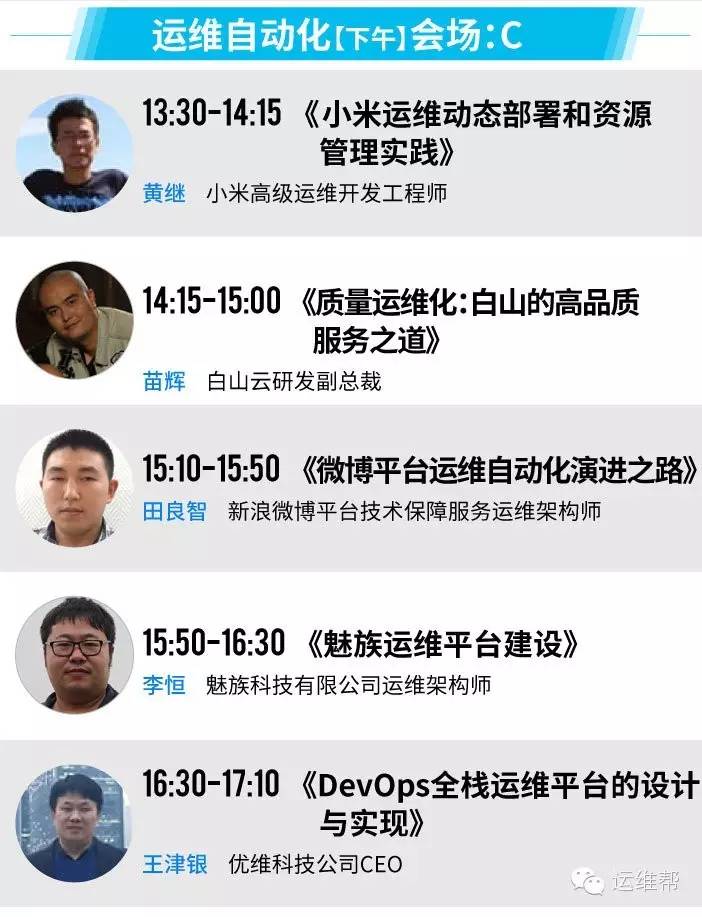 运维自动化【下午】会场：C
13:30-14:15 《小米运维动态部署和资源
管理实践》
黄继 小米高级运维开发工程师
14:15-15:00 《质量运维化：白山的高品质
服务之道》
苗辉 白山云研发副总裁
15:10-15:50 《微博平台运维自动化演进之路》
田良智 新浪微博平台技术保障服务运维架构师
15:50-16:30 《魅族运维平台建设》
李恒 魅族科技有限公司运维架构师
16:30-17:10 《DevOps全栈运维平台的设计
与实现》
王津银 优维科技公司CEO
运维帮